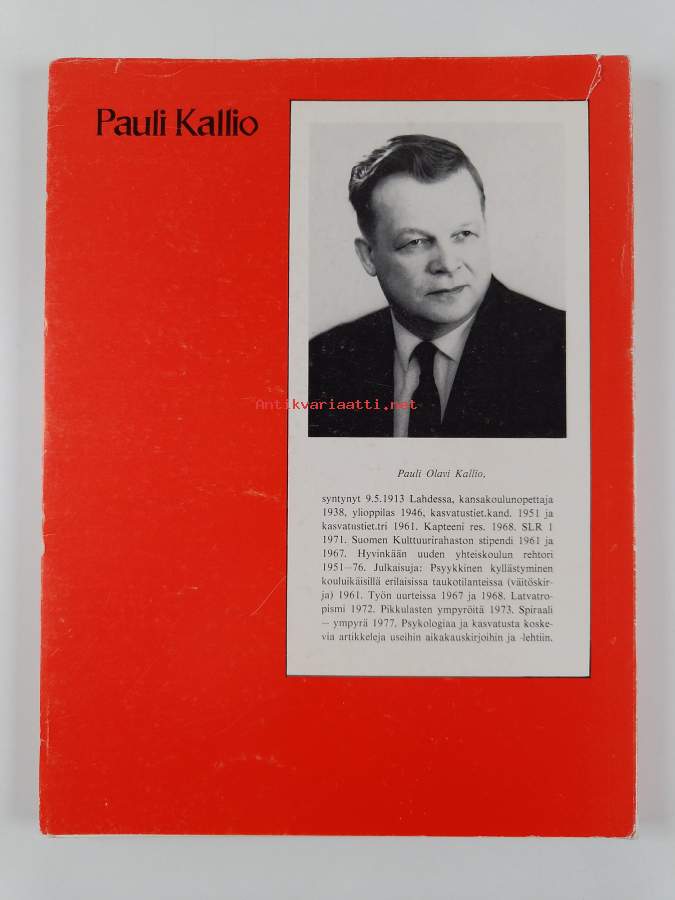 Pauli Kallio
Antikvariaatti.net
Pauli Olavi Kallio,
syntynyt 9.5.1913 Lahdessa, kansakoulunopettaja
1938, ylioppilas 1946, kasvatustiet.kand. 1951 ja
kasvatustiet.tri 1961. Kapteeni res. 1968. SLR 1
1971. Suomen Kulttuurirahaston stipendi 1961 ja
1967. Hyvinkään uuden yhteiskoulun rehtori
1951—76. Julkaisuja: Psyykkinen kyllästyminen
kouluikäisillä erilaisissa taukotilanteissa (väitöskir-
ja) 1961. Työn uurteissa 1967 ja 1968. Latvatro-
pismi 1972. Pikkulasten ympyröitä 1973. Spiraali
— ympyrä 1977. Psykologiaa ja kasvatusta koske-
via artikkeleja useihin aikakauskirjoihin ja -lehtiin.